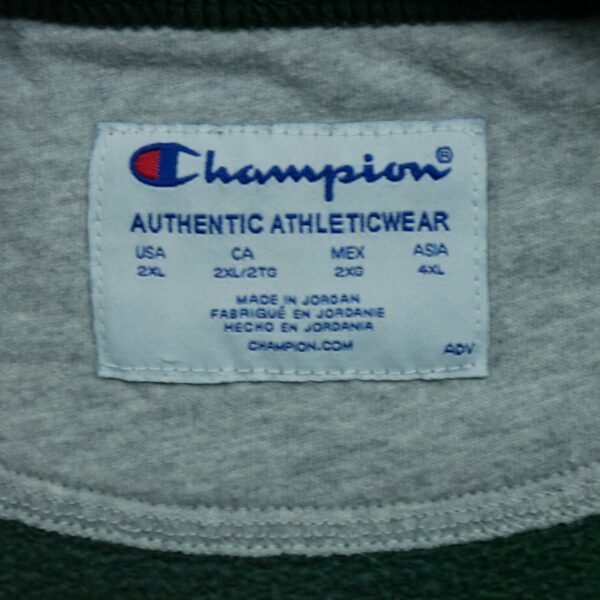 Champion®
AUTHENTIC ATHLETICWEAR
USA CA MEX ASIA
2XL 2XL/2TG 2XG 4XL
MADE IN JORDAN
FABRIQUÉ EN JORDANIE
HECHO EN JORDANIA
CHAMPION.COM
ADV